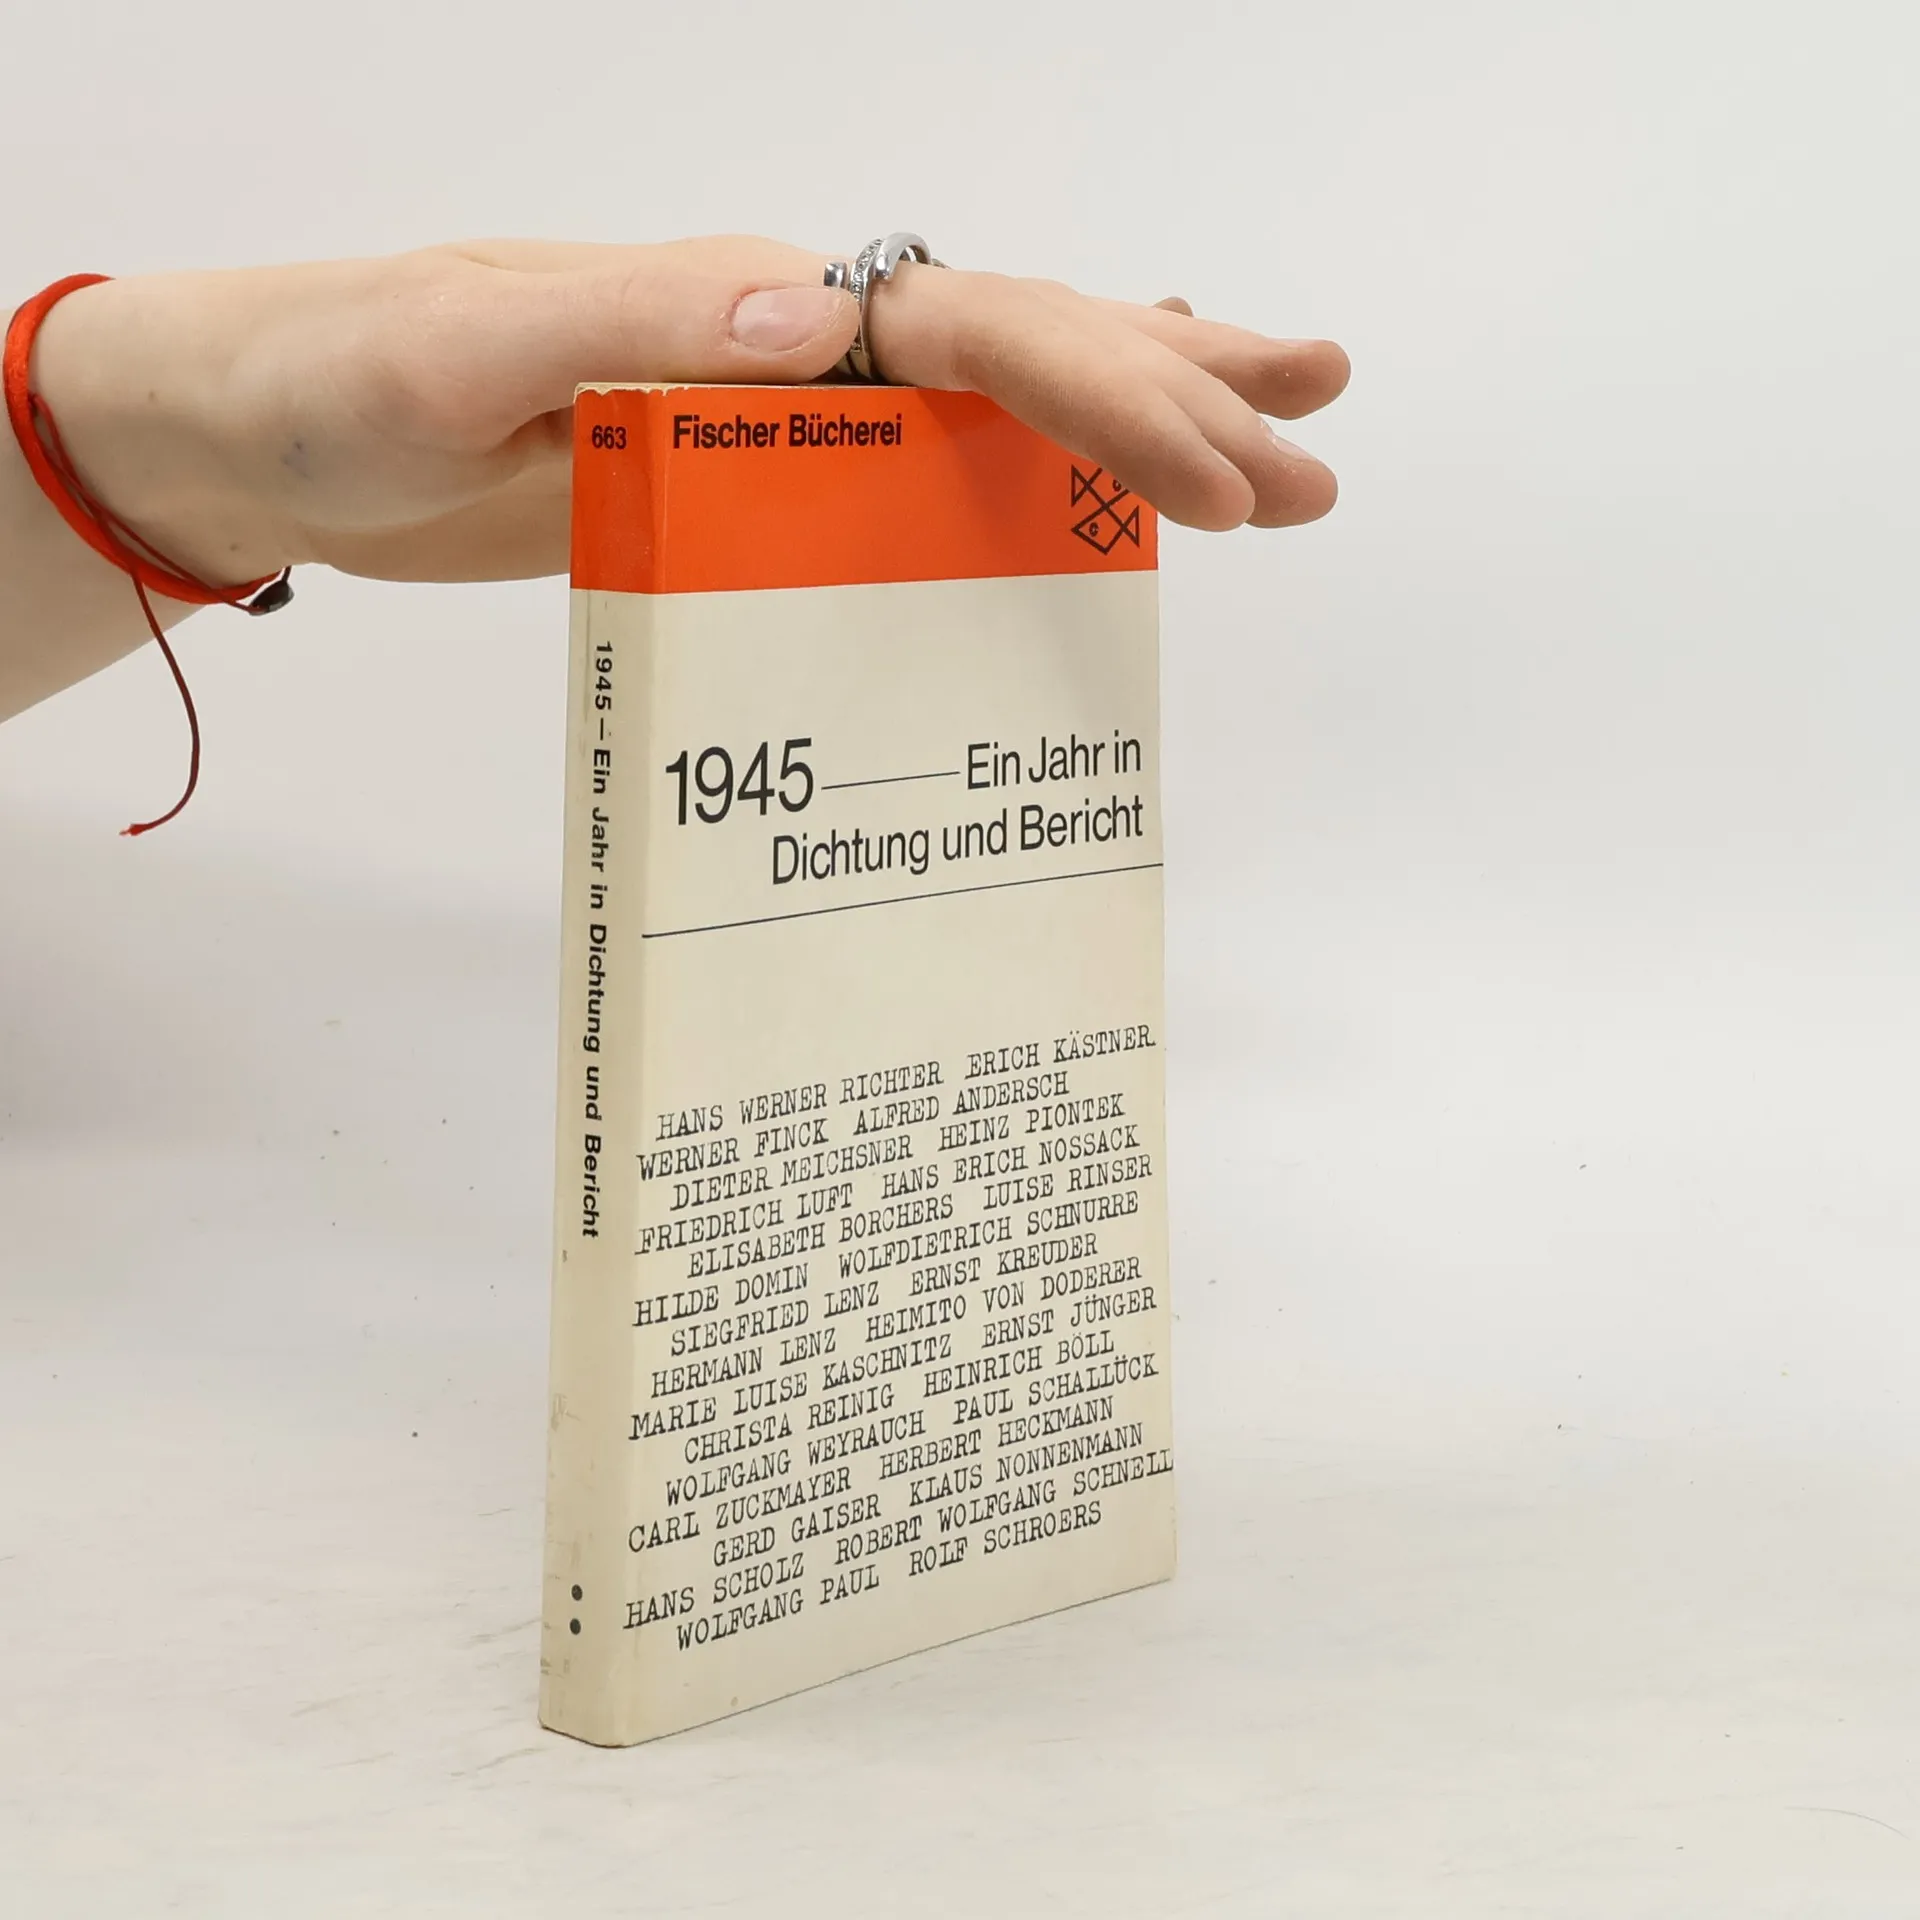 663
Fischer Bücherei
1945 — Ein Jahr in Dichtung und Bericht
1945 — Ein Jahr in
Dichtung und Bericht
HANS WERNER RICHTER ERICH KÄSTNER
WERNER FINCK ALFRED ANDERSCH
DIETER MEICHSNER HEINZ PIONTEK
FRIEDRICH LUFT HANS ERICH NOSSACK
ELISABETH BORCHERS LUISE RINSER
HILDE DOMIN WOLFDIETRICH SCHNURRE
SIEGFRIED LENZ ERNST KREUDER
HERMANN LENZ HEIMITO VON DODERER
MARIE LUISE KASCHNITZ ERNST JÜNGER
CHRISTA REINIG HEINRICH BÖLL
WOLFGANG WEYRAUCH PAUL SCHALLÜCK
CARL ZUCKMAYER HERBERT HECKMANN
GERD GAISER KLAUS NONNENMANN
HANS SCHOLZ ROBERT WOLFGANG SCHNELL
WOLFGANG PAUL ROLF SCHROERS